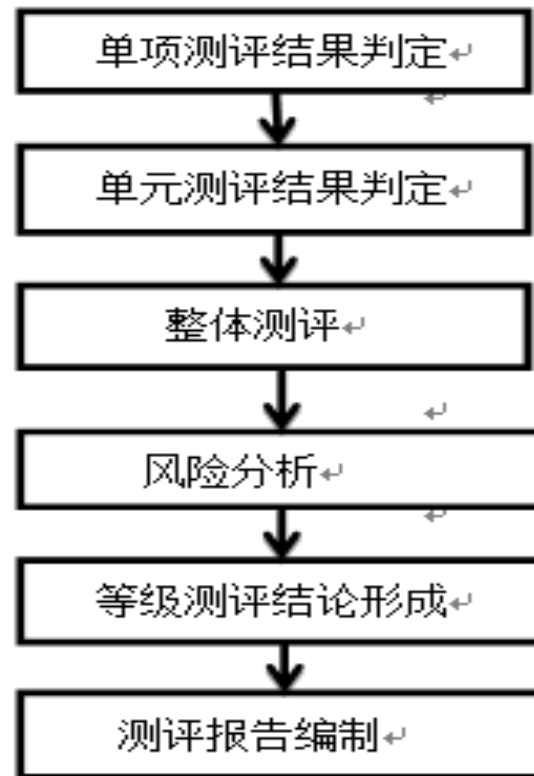 单项测评结果判定
单元测评结果判定
整体测评
风险分析
等级测评结论形成
测评报告编制